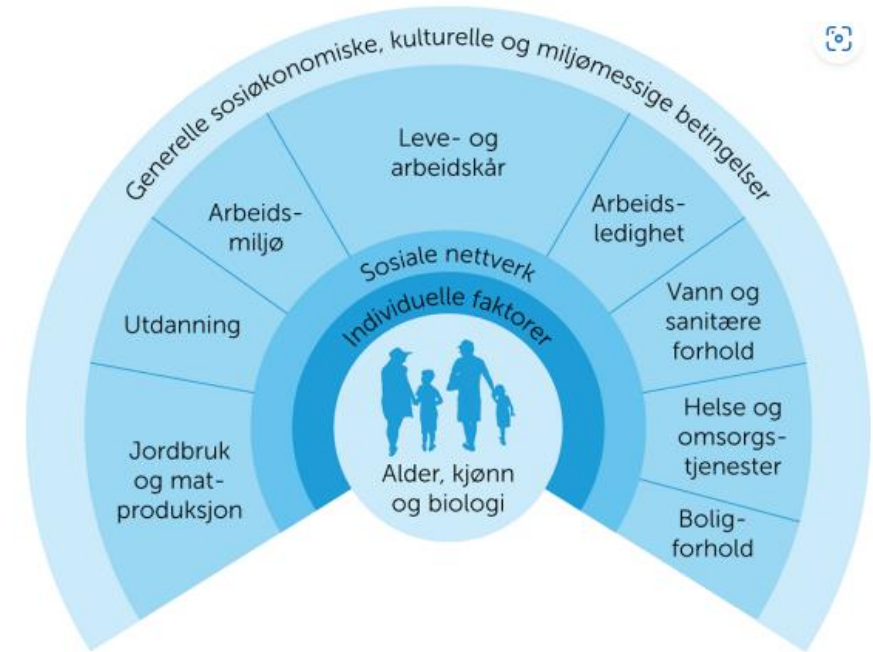 Generelle sosiøkonomiske, kulturelle og miljømessige betingelser
Leve- og
arbeidskår
Arbeids-
miljø
Arbeids-
ledighet
Utdanning
Vann og
sanitære
forhold
Jordbruk
og mat-
produksjon
Helse og
omsorgs-
tjenester
Bolig-
forhold
Sosiale nettverk
Individuelle faktorer
Alder, kjønn
og biologi